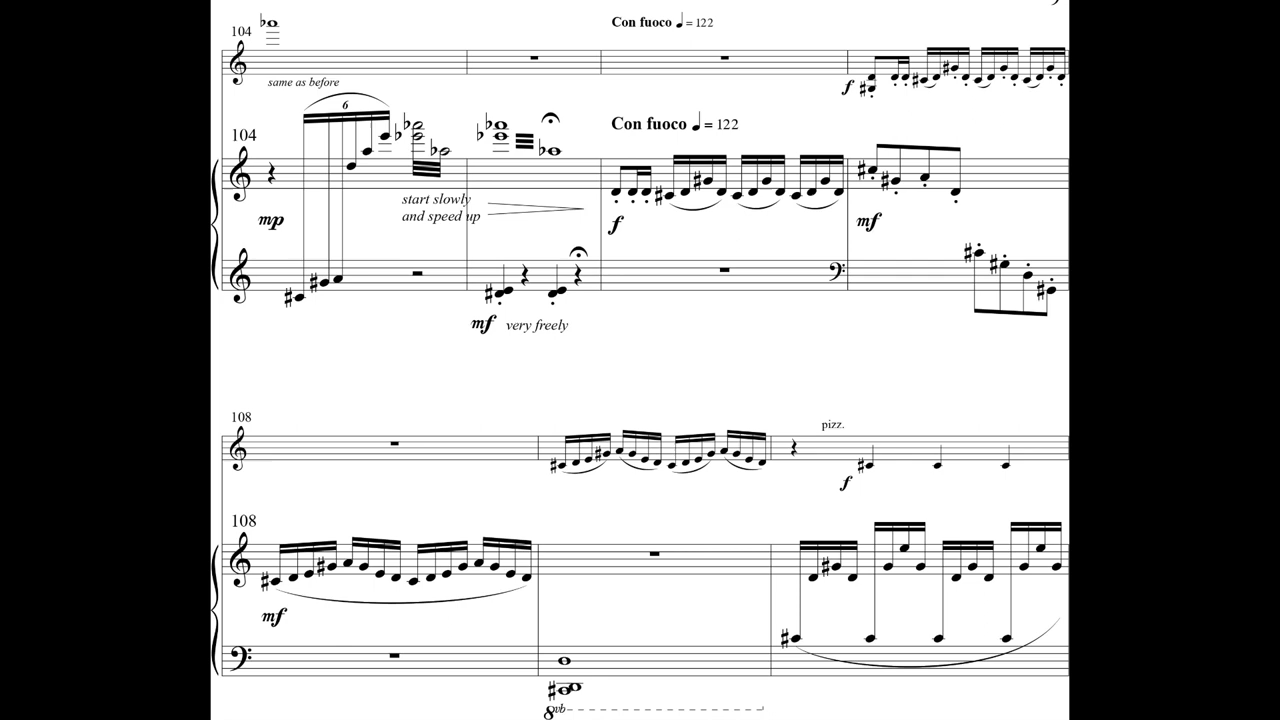 104
Con fuoco ♩ = 122
same as before
f
6
104
Con fuoco ♩ = 122
mp
start slowly
and speed up
f
mf
mf very freely
108
pizz.
f
108
mf
8vb